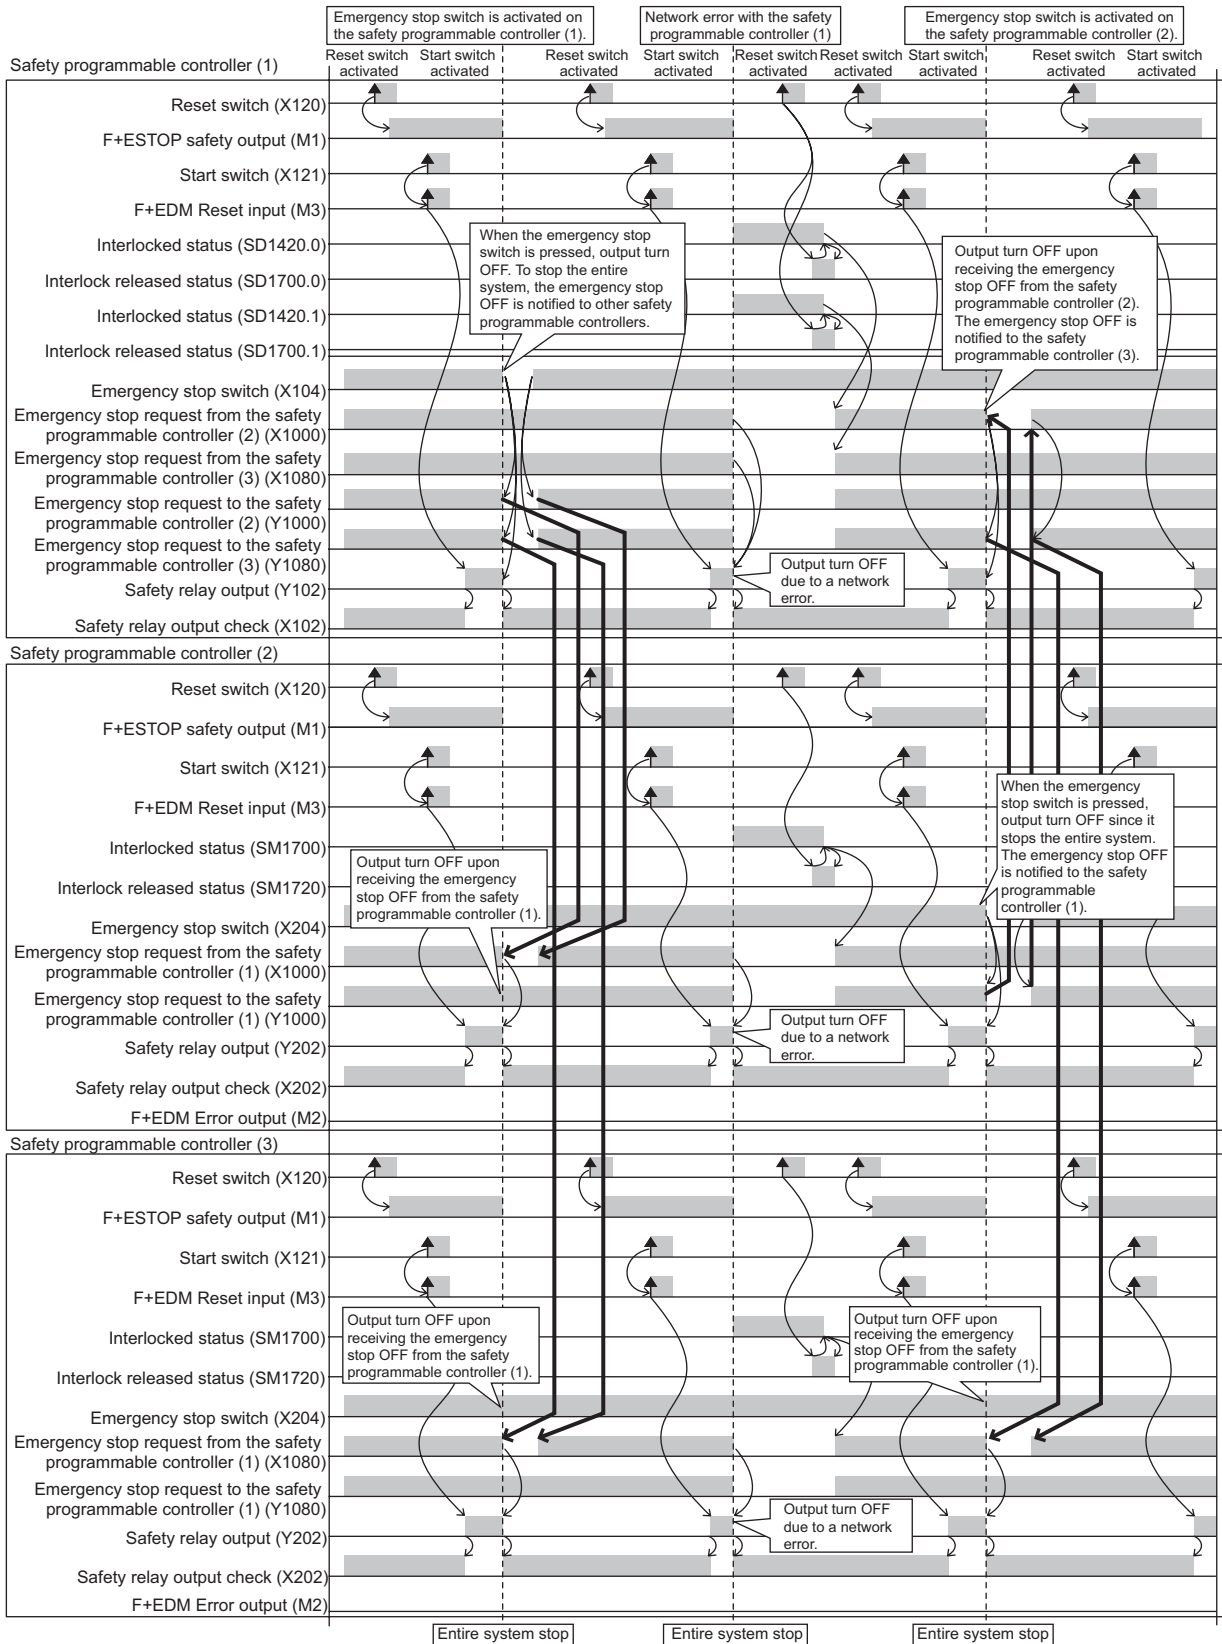 Emergency stop switch is activated on
the safety programmable controller (1).
Network error with the safety
programmable controller (1)
Emergency stop switch is activated on
the safety programmable controller (2).
Safety programmable controller (1)
Reset switch
activated
Start switch
activated
Reset switch
activated
Start switch
activated
Reset switch
activated
Reset switch
activated
Start switch
activated
Reset switch
activated
Start switch
activated
Reset switch (X120)
F+ESTOP safety output (M1)
Start switch (X121)
F+EDM Reset input (M3)
Interlocked status (SD1420.0)
Interlock released status (SD1700.0)
Interlocked status (SD1420.1)
Interlock released status (SD1700.1)
Emergency stop switch (X104)
Emergency stop request from the safety
programmable controller (2) (X1000)
Emergency stop request from the safety
programmable controller (3) (X1080)
Emergency stop request to the safety
programmable controller (2) (Y1000)
Emergency stop request to the safety
programmable controller (3) (Y1080)
Safety relay output (Y102)
Safety relay output check (X102)
When the emergency stop
switch is pressed, output turn
OFF. To stop the entire
system, the emergency stop
OFF is notified to other safety
programmable controllers.
Output turn OFF upon
receiving the emergency
stop OFF from the safety
programmable controller (2).
The emergency stop OFF is
notified to the safety
programmable controller (3).
Output turn OFF
due to a network
error.
Safety programmable controller (2)
Reset switch (X120)
F+ESTOP safety output (M1)
Start switch (X121)
F+EDM Reset input (M3)
Interlocked status (SM1700)
Interlock released status (SM1720)
Emergency stop switch (X204)
Emergency stop request from the safety
programmable controller (1) (X1000)
Emergency stop request to the safety
programmable controller (1) (Y1000)
Safety relay output (Y202)
Safety relay output check (X202)
F+EDM Error output (M2)
Output turn OFF upon
receiving the emergency
stop OFF from the safety
programmable controller (1).
When the emergency
stop switch is pressed,
output turn OFF since it
stops the entire system.
The emergency stop OFF
is notified to the safety
programmable
controller (1).
Output turn OFF
due to a network
error.
Safety programmable controller (3)
Reset switch (X120)
F+ESTOP safety output (M1)
Start switch (X121)
F+EDM Reset input (M3)
Interlocked status (SM1700)
Interlock released status (SM1720)
Emergency stop switch (X204)
Emergency stop request from the safety
programmable controller (1) (X1080)
Emergency stop request to the safety
programmable controller (1) (Y1080)
Safety relay output (Y202)
Safety relay output check (X202)
F+EDM Error output (M2)
Output turn OFF upon
receiving the emergency
stop OFF from the safety
programmable controller (1).
Output turn OFF upon
receiving the emergency
stop OFF from the safety
programmable controller (1).
Output turn OFF
due to a network
error.
Entire system stop
Entire system stop
Entire system stop